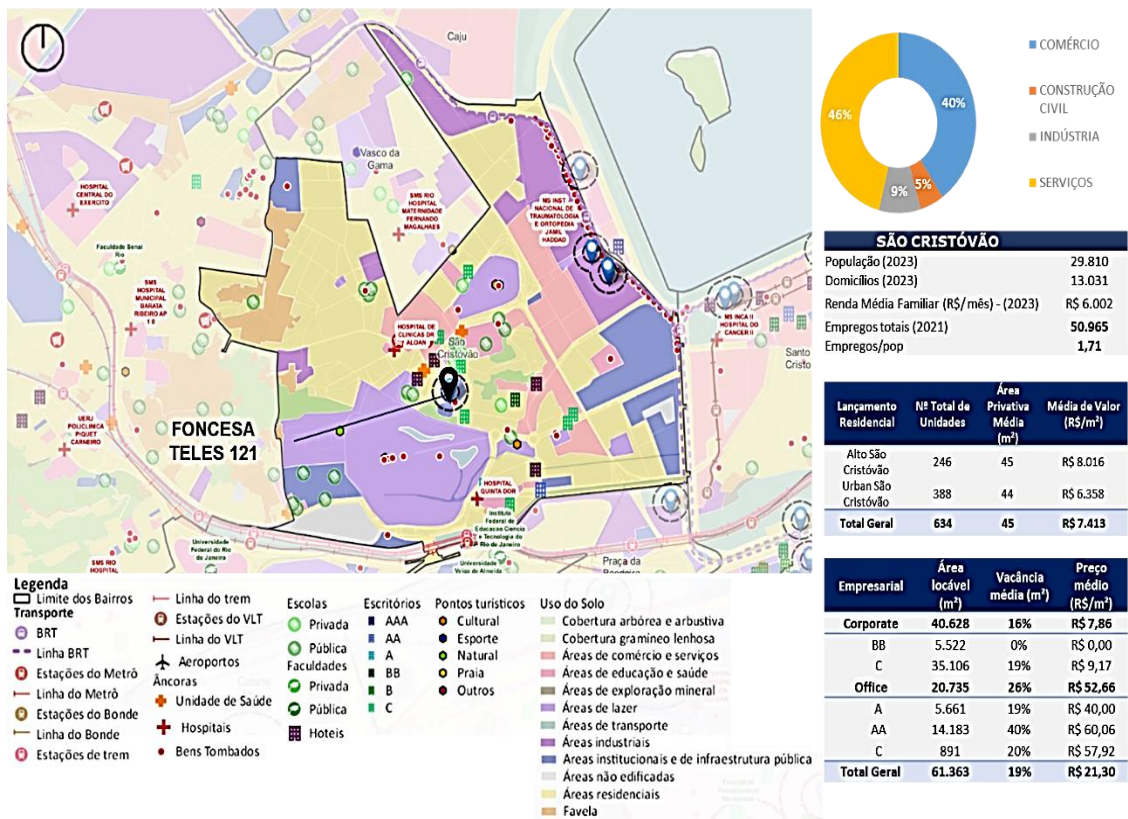 Caju
Vasco da
Gama
HOSPITAL
CENTRAL DO
EXERCITO
SMS RIO
HOSPITAL
MATERNIDADE
FERNANDO
MAGALHAES
MS INST
NACIONAL DE
TRAUMATOLOGIA
E ORTOPEDIA
JAMIL
HADDAD
Faculdade Senai
Rio
SMS
HOSPITAL
MUNICIPAL
BARATA
RIBEIRO AP
1 0
HOSPITAL DE
CLINICAS DR
ALOAN
São
Cristóvão
MS INCA II
HOSPITAL DO
CANCER II
Santo
Cristo
UERJ
POLICLINICA
PIQUET
CARNEIRO
FONCESA
TELES 121
HOSPITAL
QUINTA DOR
Instituto
Federal de
Educacao Ciencia
e Tecnologia do
Rio de Janeiro
Universidade
Federal do Rio
de Janeiro
SMS RIO
HOSPITAL
Universidade
Veiga de Almeida
Praça da
Legenda
Limite dos Bairros
Transporte
BRT
Linha BRT
Estações do Metrô
Linha do Metrô
Estações do Bonde
Linha do Bonde
Estações de trem
Linha do trem
Estações do VLT
Linha do VLT
Aeroportos
Âncoras
Unidade de Saúde
Hospitais
Bens Tombados
Escolas
Privada
Pública
Faculdades
Privada
Pública
Hoteis
Escritórios
AAA
AA
A
BB
B
C
Pontos turísticos
Cultural
Esporte
Natural
Praia
Outros
Uso do Solo
Cobertura arbórea e arbustiva
Cobertura gramíneo lenhosa
Áreas de comércio e serviços
Áreas de educação e saúde
Áreas de exploração mineral
Áreas de lazer
Áreas de transporte
Áreas industriais
Áreas institucionais e de infraestrutura pública
Áreas não edificadas
Áreas residenciais
Favela
46%
40%
9%
5%
COMÉRCIO
CONSTRUÇÃO
CIVIL
INDÚSTRIA
SERVIÇOS
SÃO CRISTÓVÃO
População (2023) 29.810
Domicílios (2023) 13.031
Renda Média Familiar (R$/mês) - (2023) R$ 6.002
Empregos totais (2021) 50.965
Empregos/pop 1,71
Lançamento Residencial Nº Total de Unidades Área Privativa Média (m²) Média de Valor (R$/m²)
Alto São Cristóvão 246 45 R$ 8.016
Urban São Cristóvão 388 44 R$ 6.358
Total Geral 634 45 R$ 7.413
Empresarial Área locável (m²) Vacância média (m²) Preço médio (R$/m²)
Corporate 40.628 16% R$ 7,86
BB 5.522 0% R$ 0,00
C 35.106 19% R$ 9,17
Office 20.735 26% R$ 52,66
A 5.661 19% R$ 40,00
AA 14.183 40% R$ 60,06
C 891 20% R$ 57,92
Total Geral 61.363 19% R$ 21,30